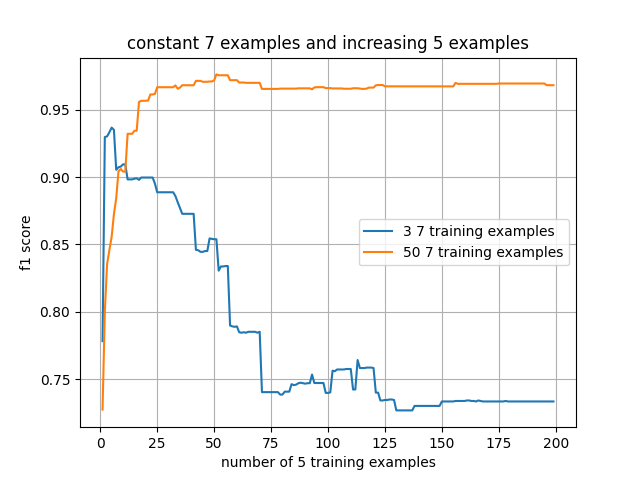 constant 7 examples and increasing 5 examples
f1 score
0.95
0.90
0.85
0.80
0.75
3 7 training examples
50 7 training examples
0 25 50 75 100 125 150 175 200
number of 5 training examples